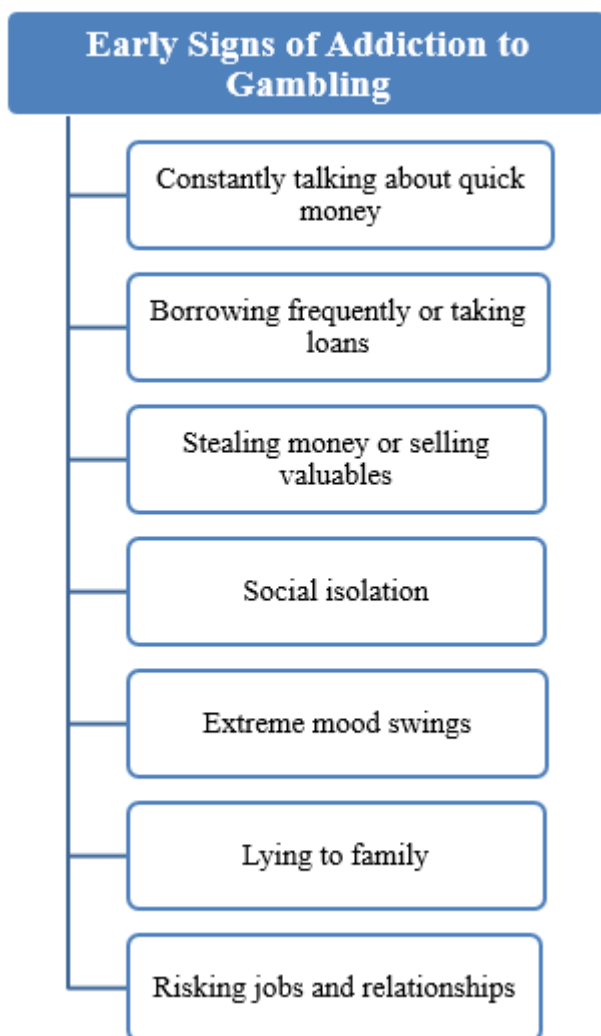 Early Signs of Addiction to
Gambling
Constantly talking about quick
money
Borrowing frequently or taking
loans
Stealing money or selling
valuables
Social isolation
Extreme mood swings
Lying to family
Risking jobs and relationships